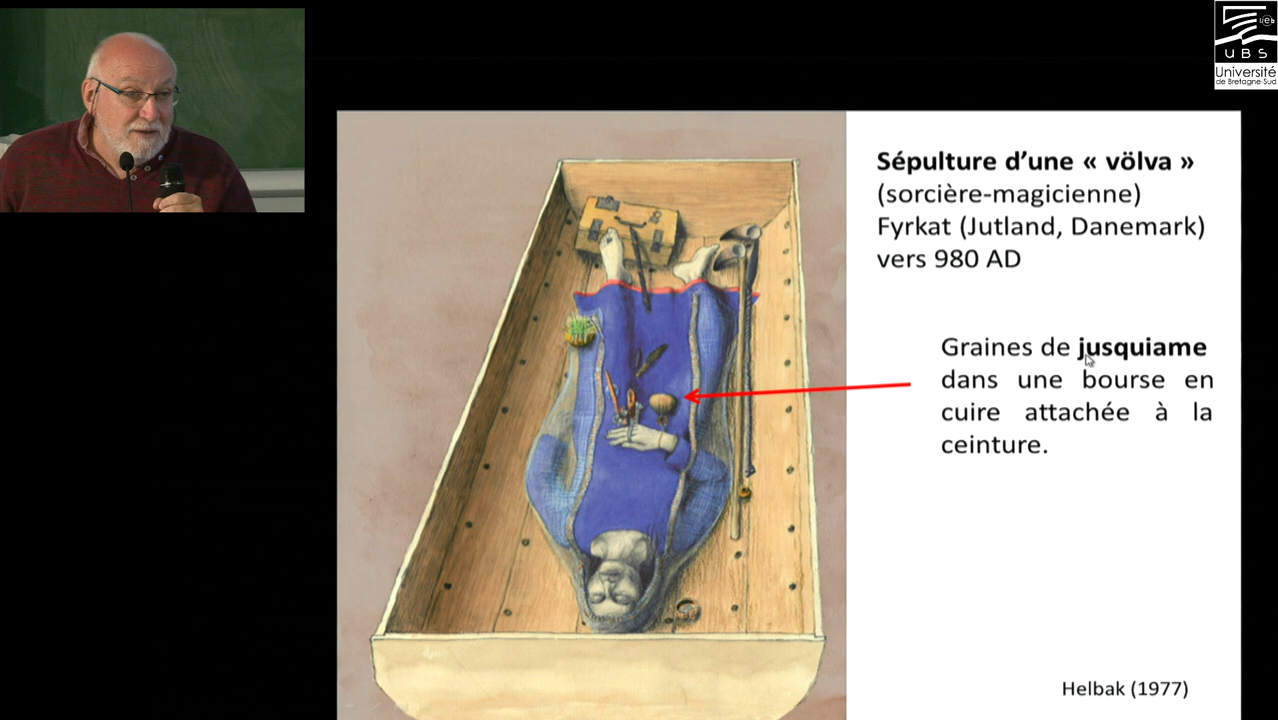 UBS
Université
de Bretagne-Sud
Sépulture d'une « völva »
(sorcière-magicienne)
Fyrkat (Jutland, Danemark)
vers 980 AD
Graines de jusquiame
dans une bourse en
cuire attachée à la
ceinture.
Helbak (1977)